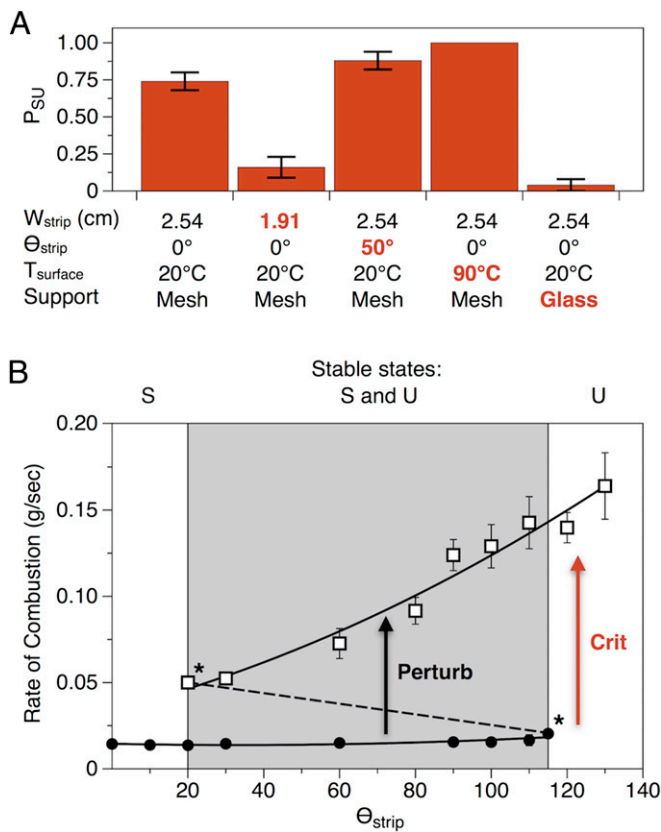 A
1.00
0.75
0.50
0.25
0
P_SU
W_strip (cm) 2.54 1.91 2.54 2.54 2.54
Θ_strip 0° 0° 50° 0° 0°
T_surface 20°C 20°C 20°C 90°C 20°C
Support Mesh Mesh Mesh Mesh Glass
B
Stable states:
S S and U U
0.20
0.15
0.10
0.05
0
Rate of Combustion (g/sec)
*
Perturb
Crit
*
20 40 60 80 100 120 140
Θ_strip